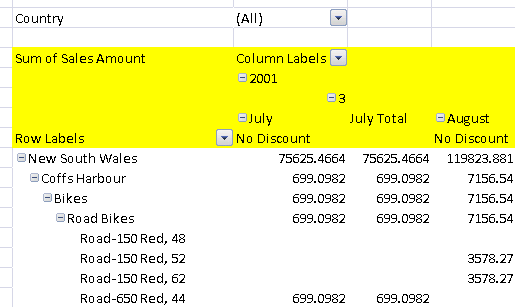 Country (All)
Sum of Sales Amount Column Labels
2001
3
July July Total August
Row Labels No Discount No Discount
New South Wales 75625.4664 75625.4664 119823.881
Coffs Harbour 699.0982 699.0982 7156.54
Bikes 699.0982 699.0982 7156.54
Road Bikes 699.0982 699.0982 7156.54
Road-150 Red, 48
Road-150 Red, 52 3578.27
Road-150 Red, 62 3578.27
Road-650 Red, 44 699.0982 699.0982